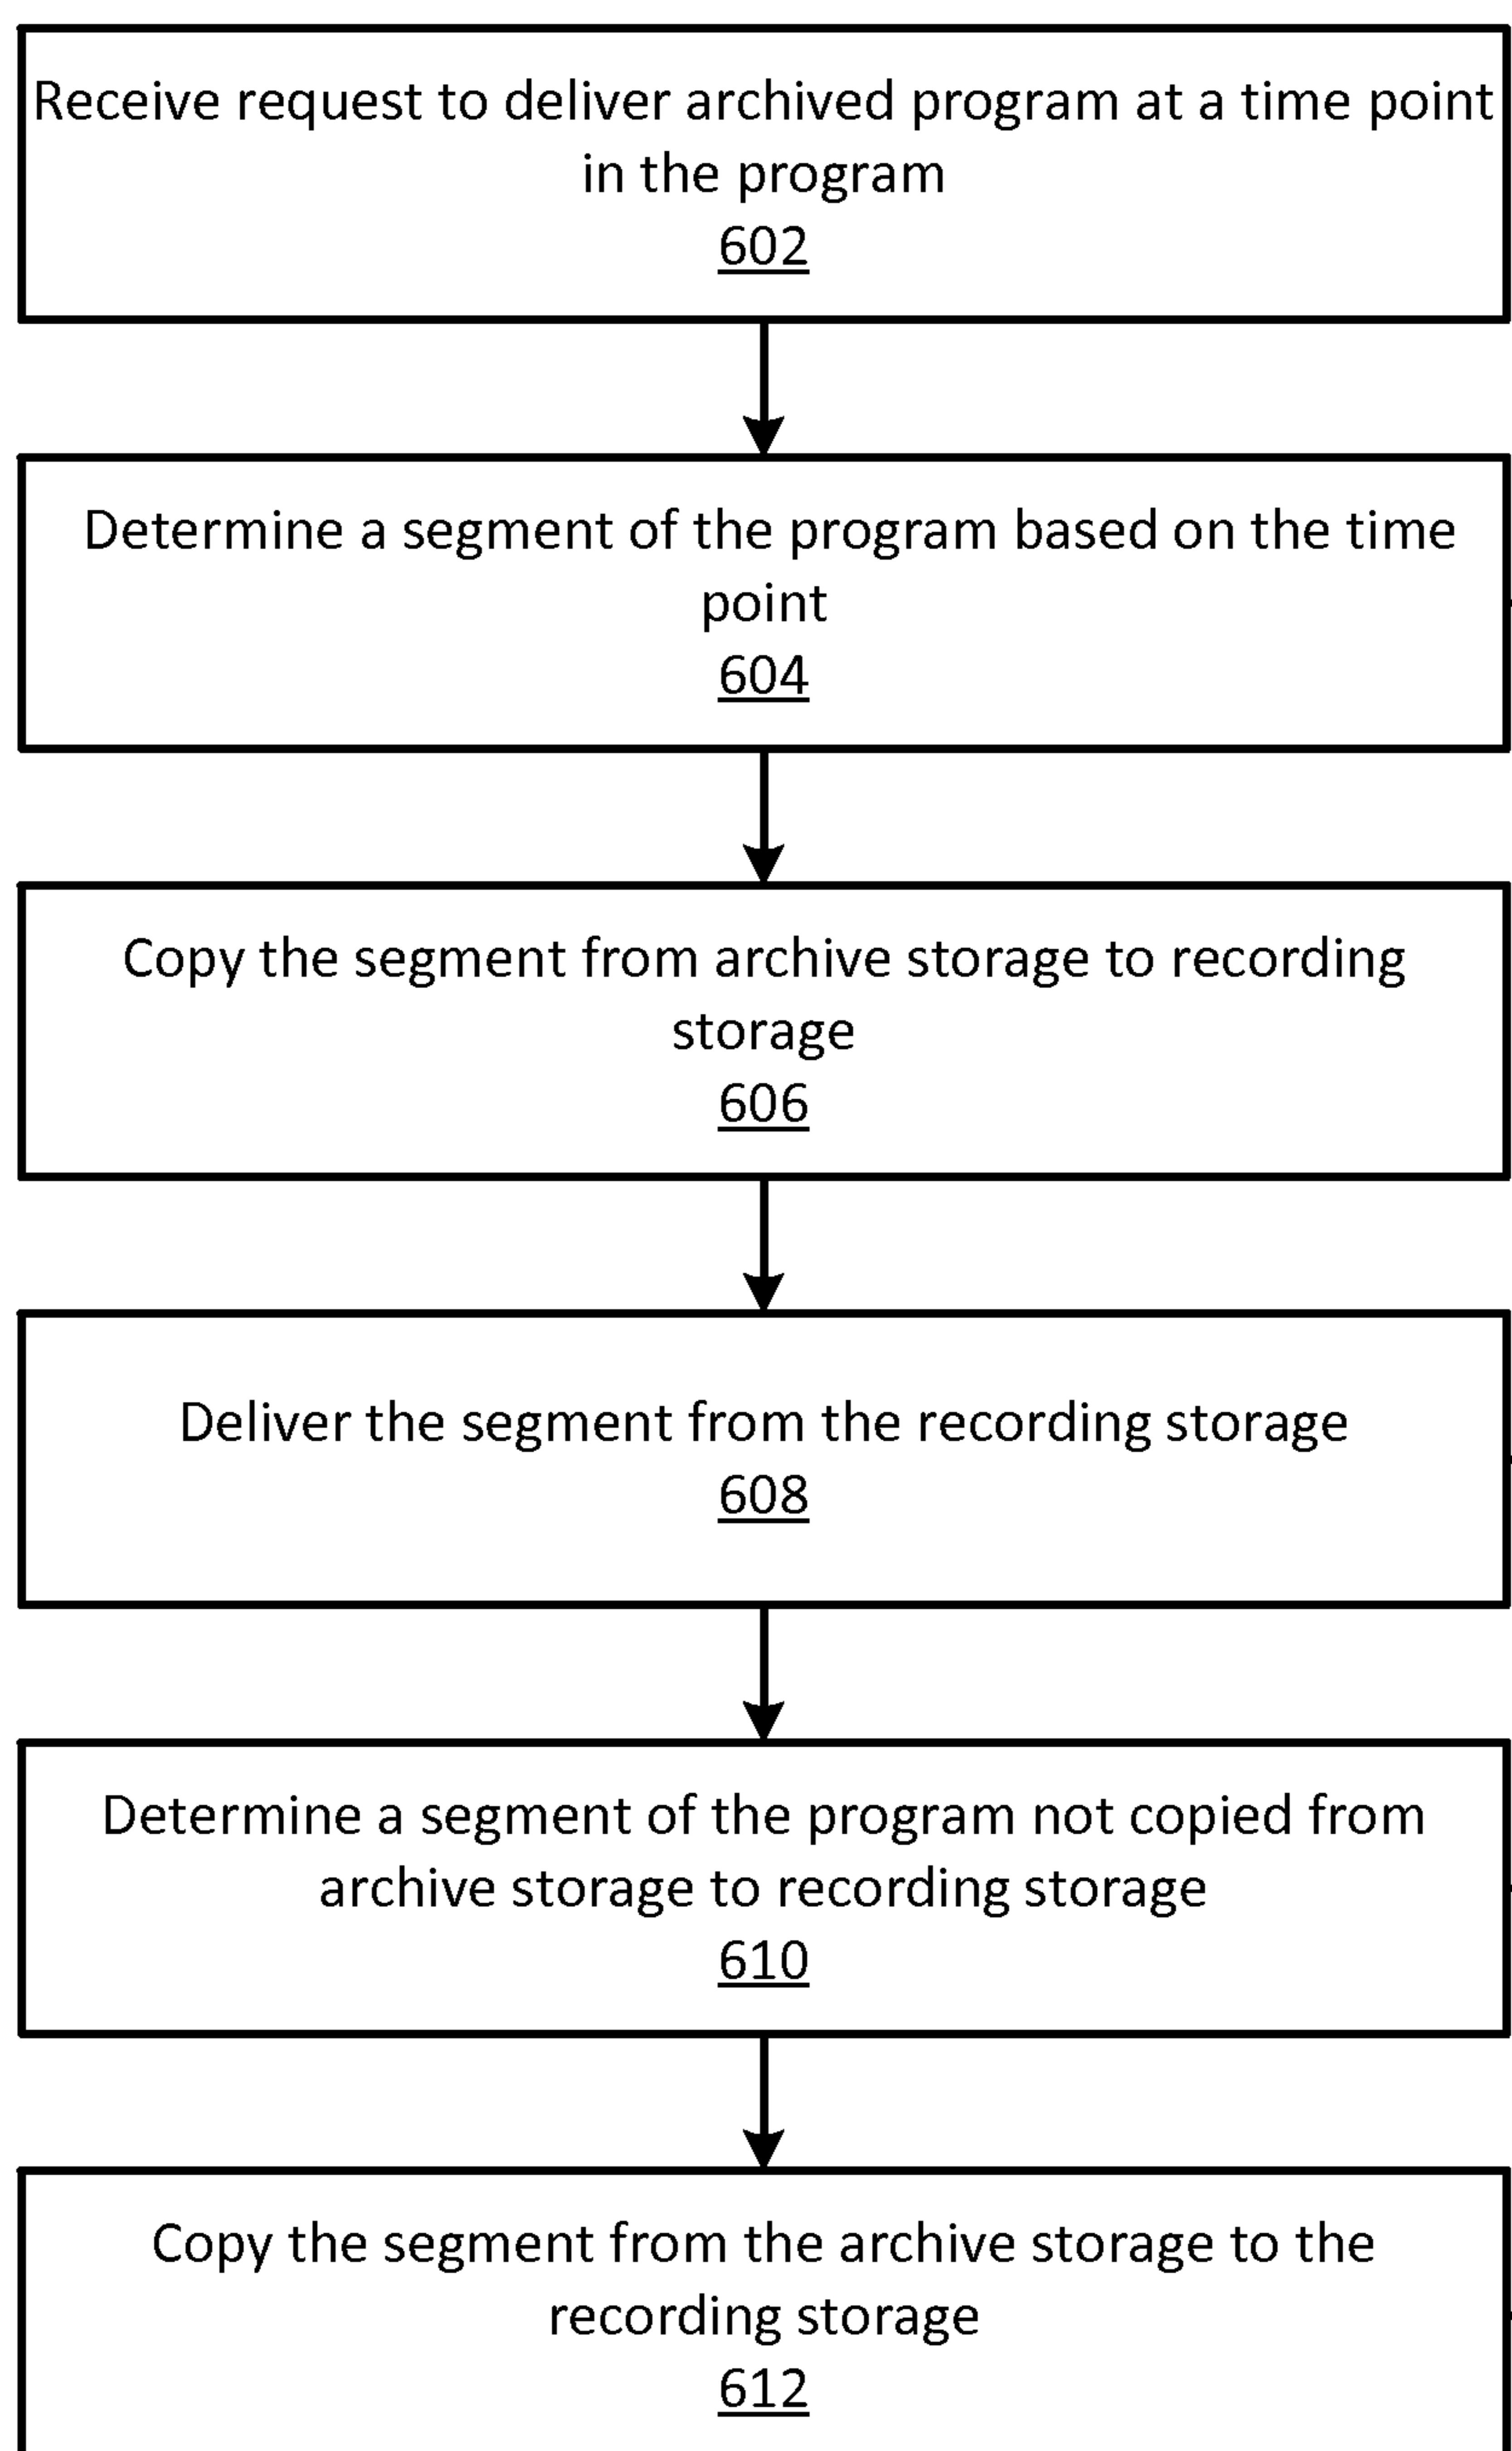 Receive request to deliver archived program at a time point
in the program
602
Determine a segment of the program based on the time
point
604
Copy the segment from archive storage to recording
storage
606
Deliver the segment from the recording storage
608
Determine a segment of the program not copied from
archive storage to recording storage
610
Copy the segment from the archive storage to the
recording storage
612